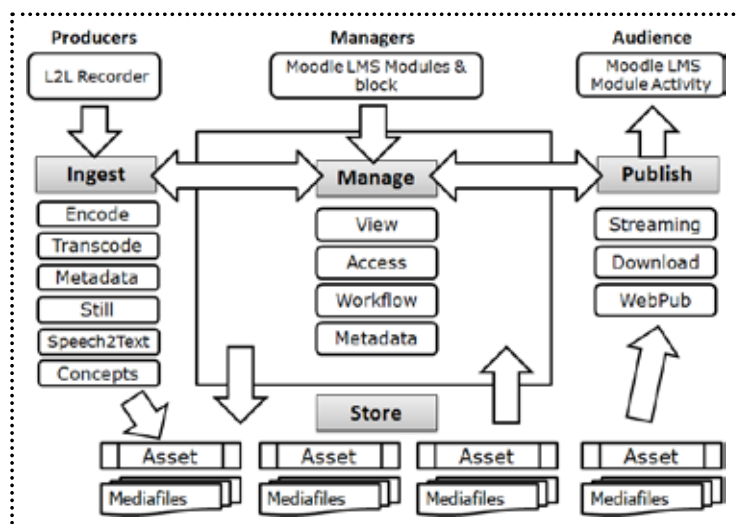 Producers
Managers
Audience
L2L Recorder
Moodle LMS Modules &
block
Moodle LMS
Module Activity
Ingest
Manage
Publish
Encode
Transcode
Metadata
Still
Speech2Text
Concepts
View
Access
Workflow
Metadata
Streaming
Download
WebPub
Store
Asset
Asset
Asset
Asset
Mediafiles
Mediafiles
Mediafiles
Mediafiles